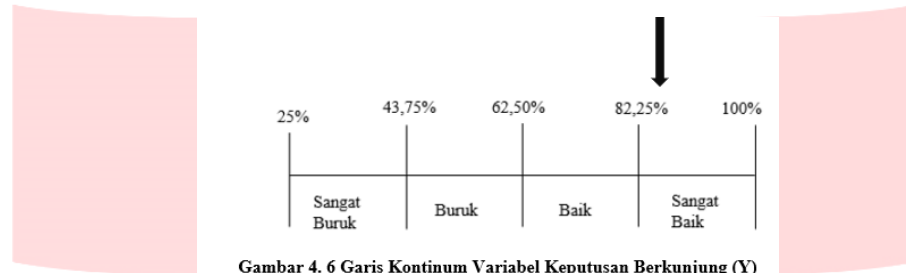 25% 43,75% 62,50% 82,25% 100%
Sangat Buruk Buruk Baik Sangat Baik
Gambar 4. 6 Garis Kontinum Variabel Keputusan Berkunjung (Y)